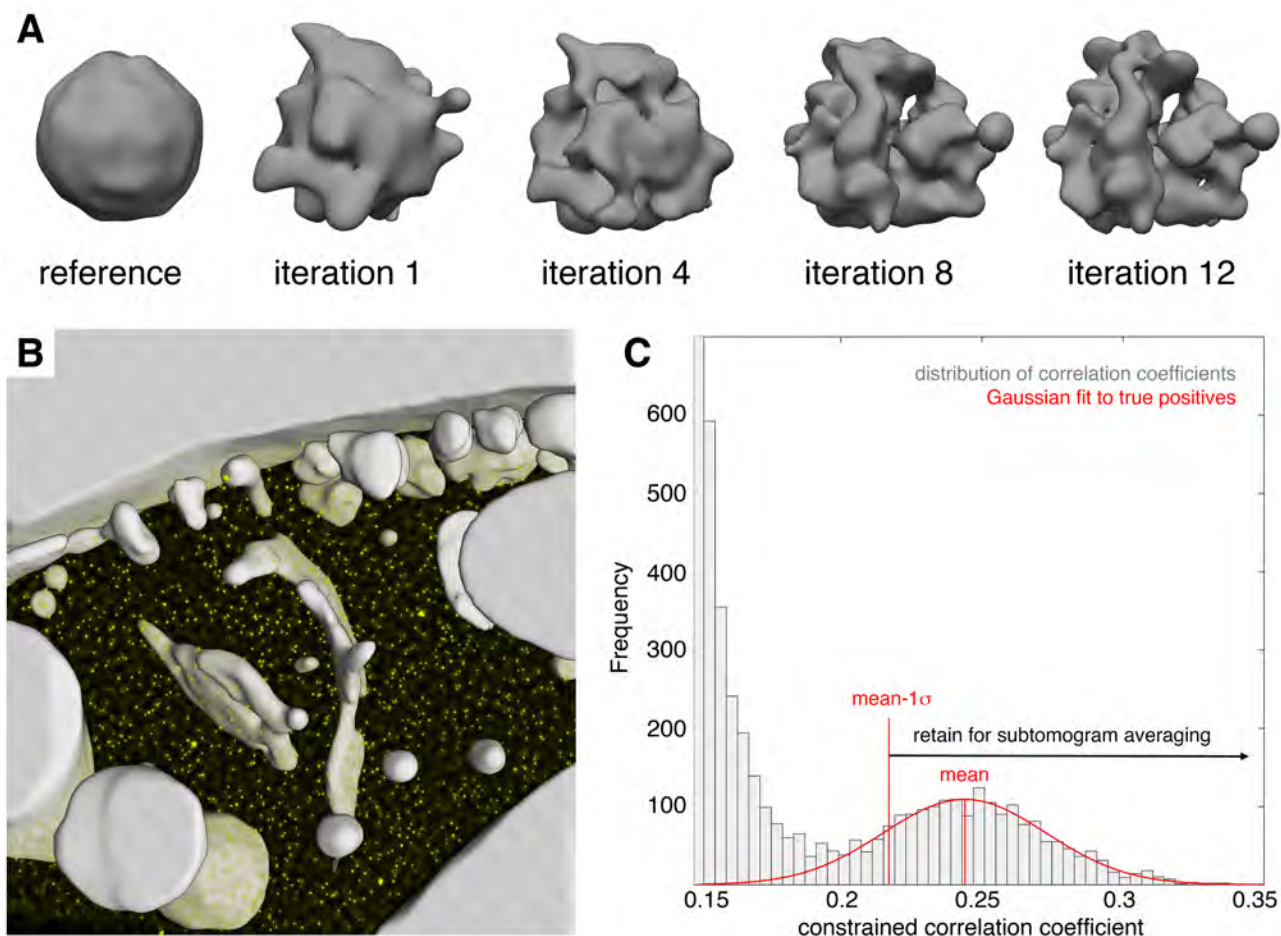 A
reference
iteration 1
iteration 4
iteration 8
iteration 12
B
C
distribution of correlation coefficients
Gaussian fit to true positives
600
500
400
300
200
100
Frequency
mean-1σ
retain for subtomogram averaging
mean
0.15
0.2
0.25
0.3
0.35
constrained correlation coefficient